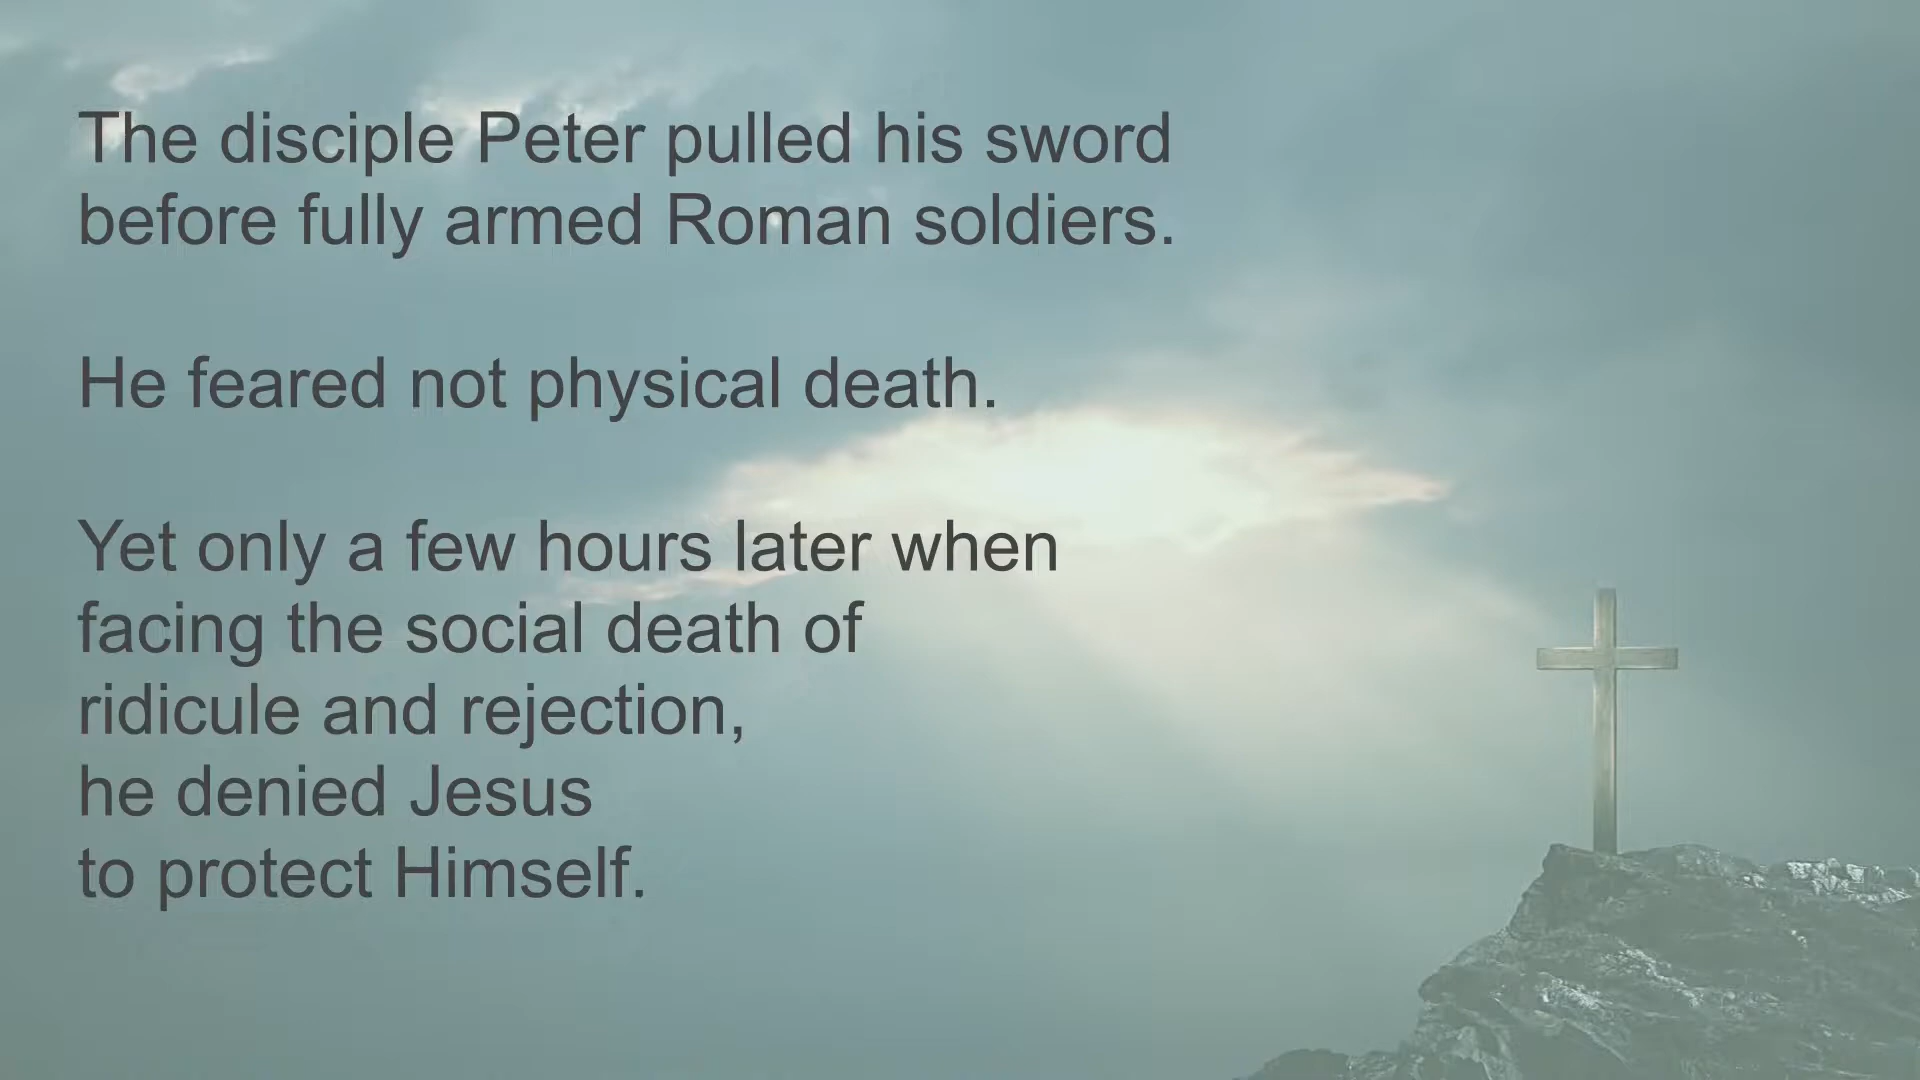 The disciple Peter pulled his sword
before fully armed Roman soldiers.
He feared not physical death.
Yet only a few hours later when
facing the social death of
ridicule and rejection,
he denied Jesus
to protect Himself.